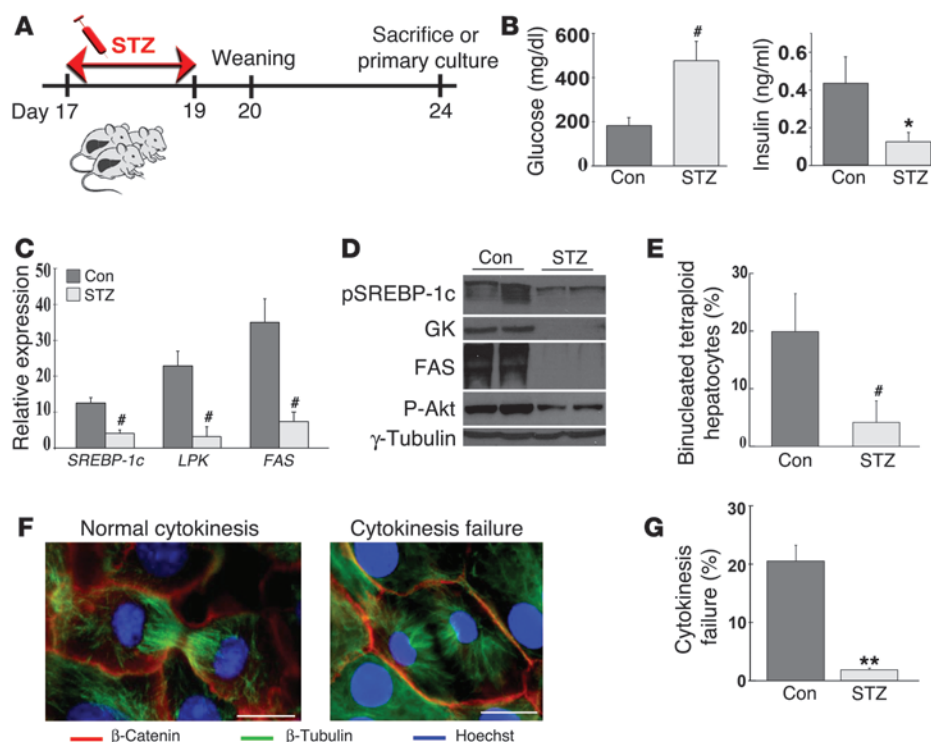 A
STZ
Weaning
Sacrifice or
primary culture
Day 17
19
20
24
B
Glucose (mg/dl)
600
400
200
0
#
Con
STZ
Insulin (ng/ml)
0.6
0.4
0.2
0
*
Con
STZ
C
Relative expression
50
40
30
20
10
0
Con
STZ
#
#
#
SREBP-1c
LPK
FAS
D
Con
STZ
pSREBP-1c
GK
FAS
P-Akt
γ-Tubulin
E
Binucleated tetraploid
hepatocytes (%)
30
20
10
0
#
Con
STZ
F
Normal cytokinesis
Cytokinesis failure
β-Catenin
β-Tubulin
Hoechst
G
Cytokinesis
failure (%)
30
20
10
0
**
Con
STZ